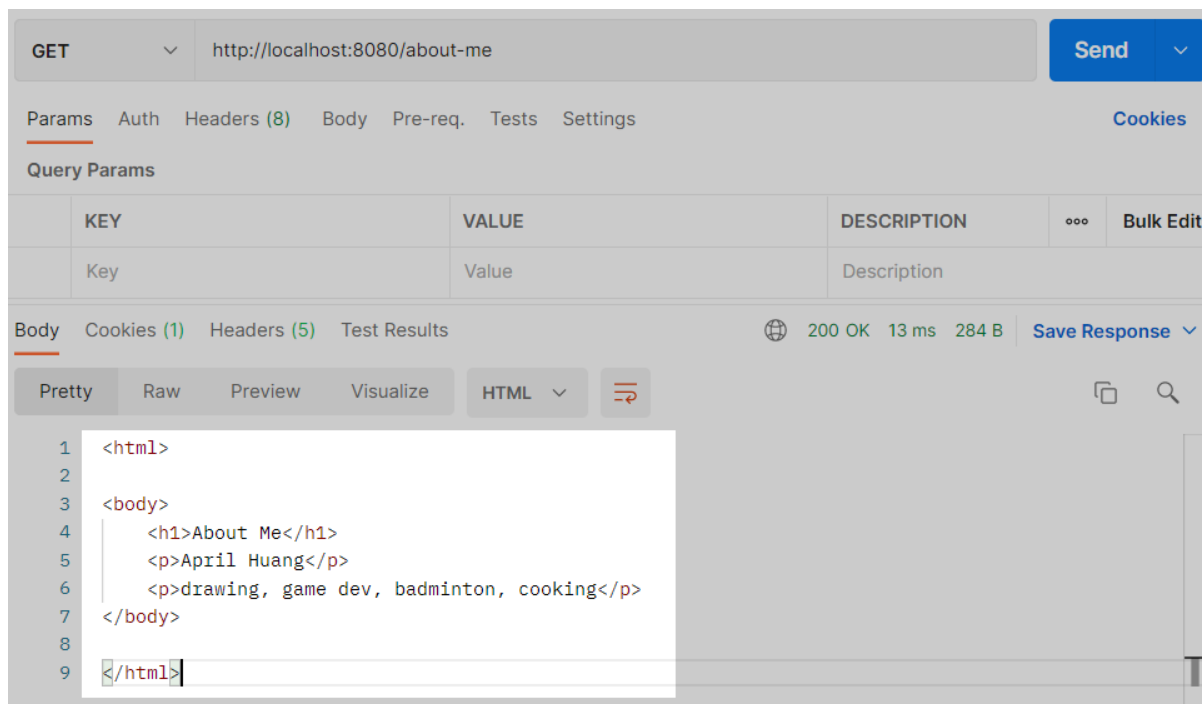 GET http://localhost:8080/about-me Send
Params Auth Headers (8) Body Pre-req. Tests Settings Cookies
Query Params
KEY VALUE DESCRIPTION Bulk Edit
Key Value Description
Body Cookies (1) Headers (5) Test Results 200 OK 13 ms 284 B Save Response
Pretty Raw Preview Visualize HTML
1 <html>
2
3 <body>
4 <h1>About Me</h1>
5 <p>April Huang</p>
6 <p>drawing, game dev, badminton, cooking</p>
7 </body>
8
9 </html>